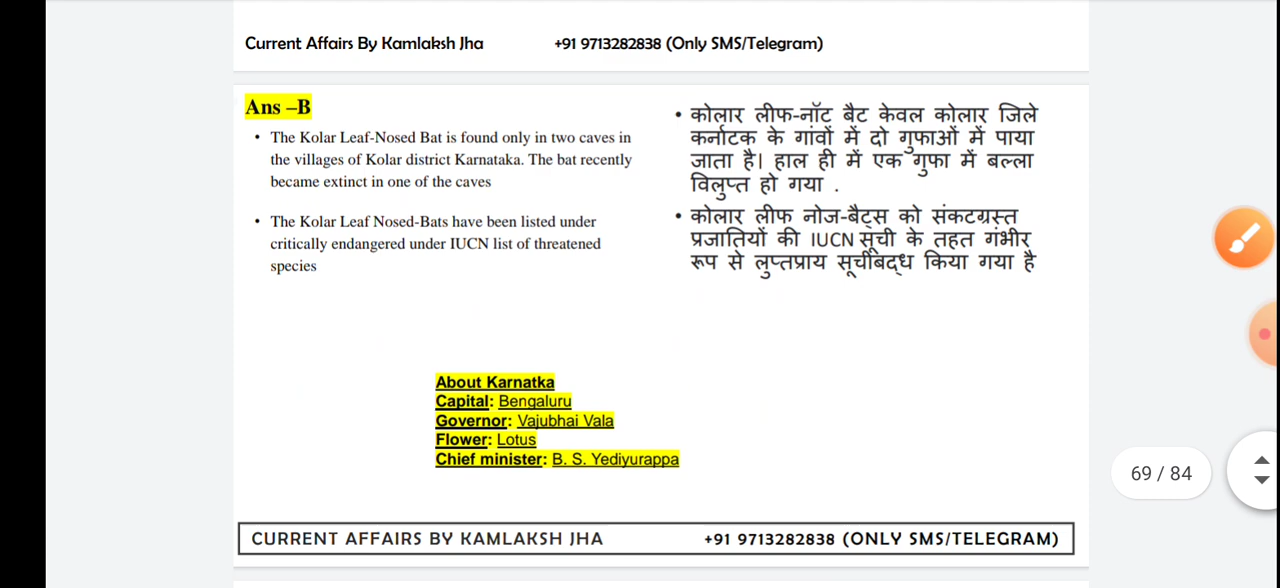 Current Affairs By Kamlaksh Jha +91 9713282838 (Only SMS/Telegram)
Ans –B
• The Kolar Leaf-Nosed Bat is found only in two caves in
the villages of Kolar district Karnataka. The bat recently
became extinct in one of the caves
• The Kolar Leaf Nosed-Bats have been listed under
critically endangered under IUCN list of threatened
species
• कोलार लीफ-नॉट बैट केवल कोलार जिले
कर्नाटक के गांवों में दो गुफाओं में पाया
जाता है। हाल ही में एक गुफा में बल्ला
विलुप्त हो गया .
• कोलार लीफ नोज-बैट्स को संकटग्रस्त
प्रजातियों की IUCN सूची के तहत गंभीर
रूप से लुप्तप्राय सूचीबद्ध किया गया है
About Karnatka
Capital: Bengaluru
Governor: Vajubhai Vala
Flower: Lotus
Chief minister: B. S. Yediyurappa
69 / 84
CURRENT AFFAIRS BY KAMLAKSH JHA +91 9713282838 (ONLY SMS/TELEGRAM)